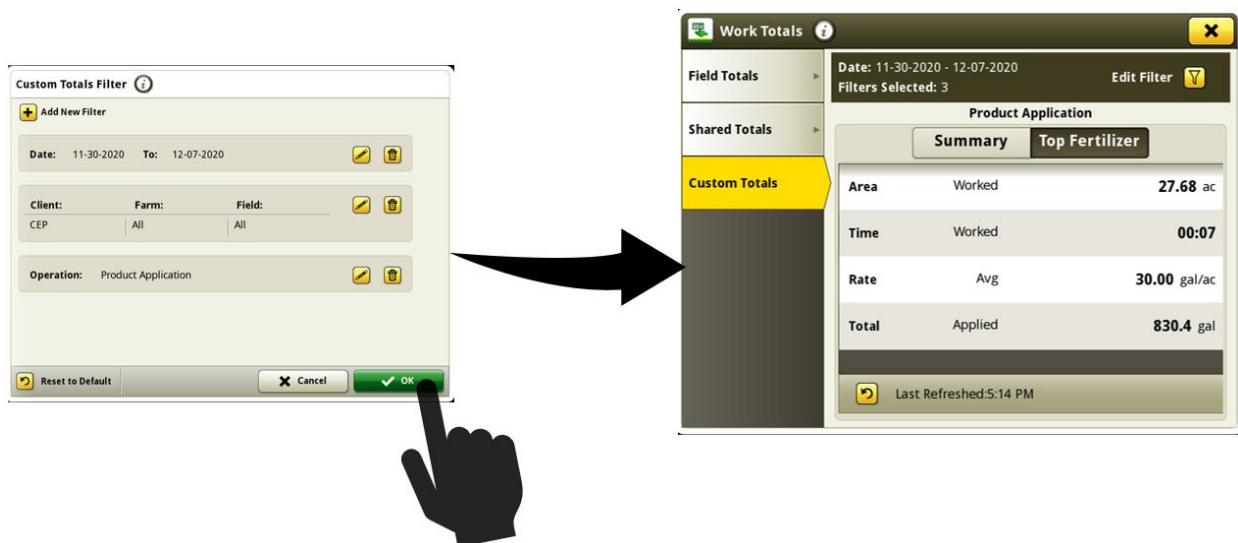 Custom Totals Filter i
Add New Filter
Date: 11-30-2020 To: 12-07-2020
Client: Farm: Field:
CEP All All
Operation: Product Application
Reset to Default Cancel OK
Work Totals i
Field Totals
Shared Totals
Custom Totals
Date: 11-30-2020 - 12-07-2020
Filters Selected: 3
Edit Filter
Product Application
Summary Top Fertilizer
Area Worked 27.68 ac
Time Worked 00:07
Rate Avg 30.00 gal/ac
Total Applied 830.4 gal
Last Refreshed:5:14 PM